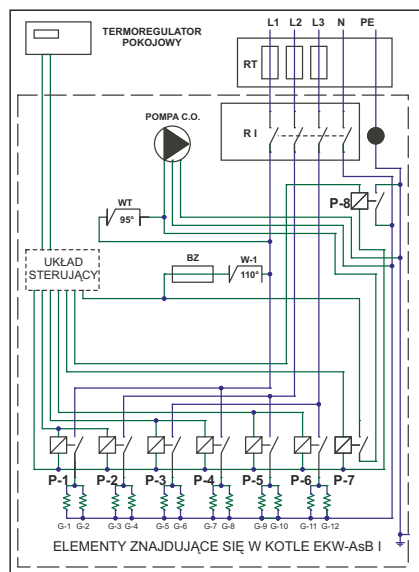 TERMOREGULATOR
POKOJOWY
L1 L2 L3 N PE
RT
POMPA C.O.
R I
WT
95°
P-8
UKŁAD
STERUJĄCY
BZ
W-1
110°
P-1 P-2 P-3 P-4 P-5 P-6 P-7
G-1 G-2 G-3 G-4 G-5 G-6 G-7 G-8 G-9 G-10 G-11 G-12
ELEMENTY ZNAJDUJĄCE SIĘ W KOTLE EKW-AsB I